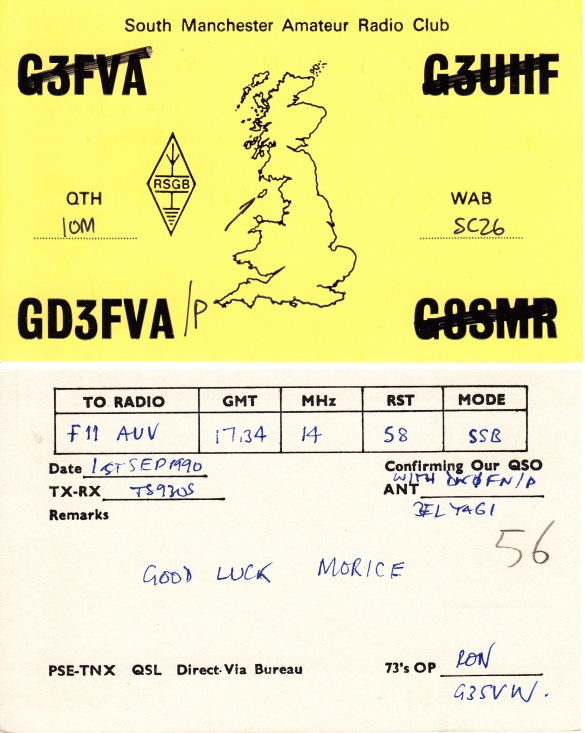 South Manchester Amateur Radio Club
G3FVA G3UHF
RSGB
QTH WAB
IOM SC26
GD3FVA/P G8SMR
TO RADIO GMT MHz RST MODE
F11 AUV 17.34 14 58 SSB
Date 1ST SEP 1990 Confirming Our QSO
WITH
TX-RX TS930S ANT
Remarks 3EL YAGI
56
GOOD LUCK MORICE
PSE-TNX QSL Direct-Via Bureau 73's OP RON
G3SVW.